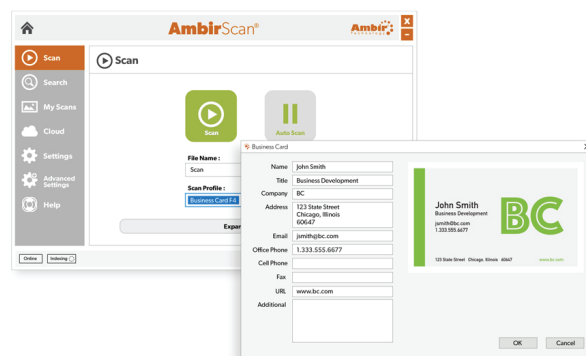 AmbirScan®
Ambir
Technology
X
-
Scan
Search
My Scans
Cloud
Settings
Advanced
Settings
Help
Scan
Scan
Auto Scan
File Name :
Scan
Scan Profile :
Business Card F4
Expan
Online
Indexing
Business Card
Name
John Smith
Title
Business Development
Company
BC
Address
123 State Street
Chicago, Illinois
60647
Email
jsmith@bc.com
Office Phone
1.333.555.6677
Cell Phone
Fax
URL
www.bc.com
Additional
John Smith
Business Development
jsmith@bc.com
1.333.555.6677
BC
123 State Street Chicago, Illinois 60647
www.bc.com
OK
Cancel